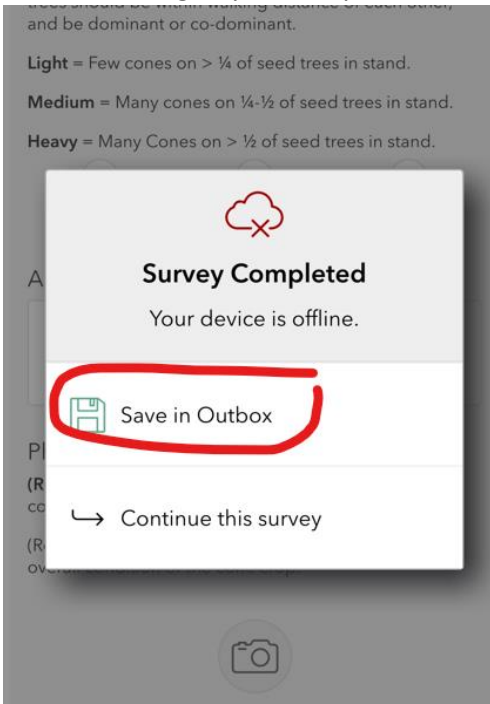 and be dominant or co-dominant.
Light = Few cones on > ¼ of seed trees in stand.
Medium = Many cones on ¼-½ of seed trees in stand.
Heavy = Many Cones on > ½ of seed trees in stand.
Survey Completed
Your device is offline.
Save in Outbox
Continue this survey